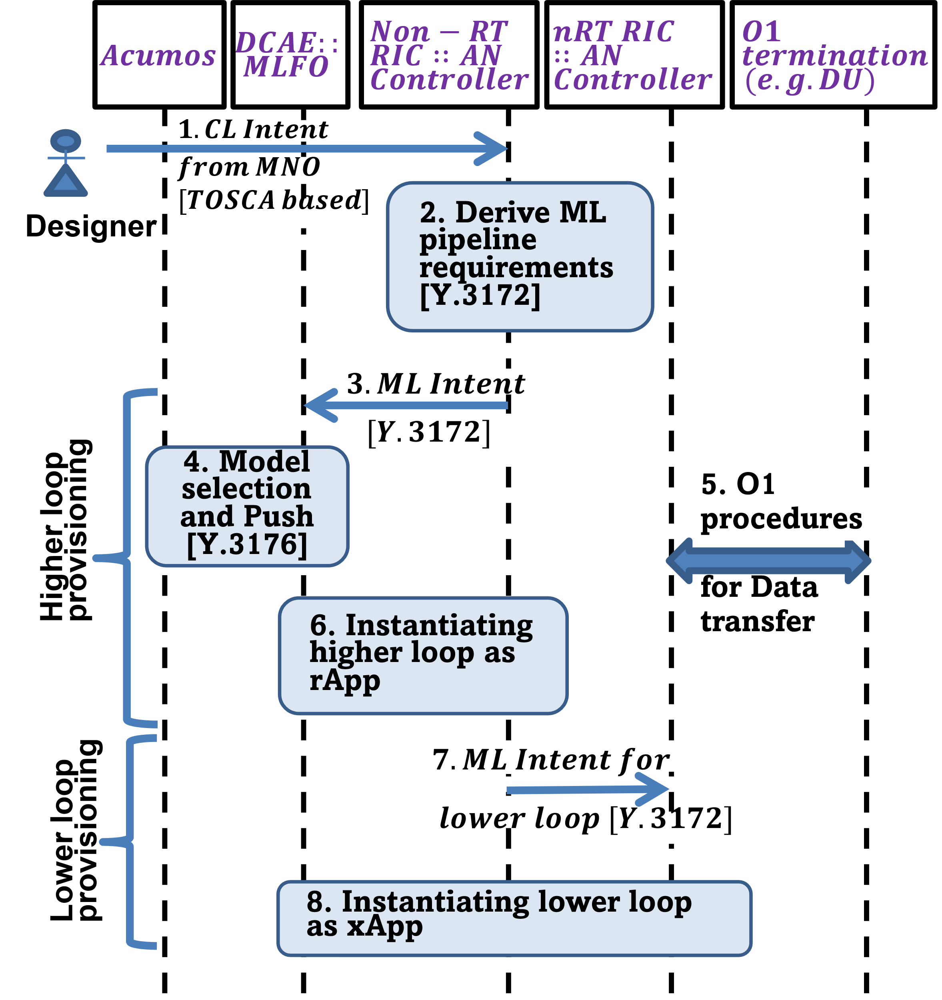 Acumos
DCAE::
MLFO
Non − RT
RIC :: AN
Controller
nRT RIC
:: AN
Controller
O1
termination
(e. g. DU)
1. CL Intent
from MNO
[TOSCA based]
Designer
2. Derive ML
pipeline
requirements
[Y.3172]
3. ML Intent
[Y. 3172]
Higher loop
provisioning
4. Model
selection
and Push
[Y.3176]
5. O1
procedures
for Data
transfer
6. Instantiating
higher loop as
rApp
Lower loop
provisioning
7. ML Intent for
lower loop [Y. 3172]
8. Instantiating lower loop
as xApp